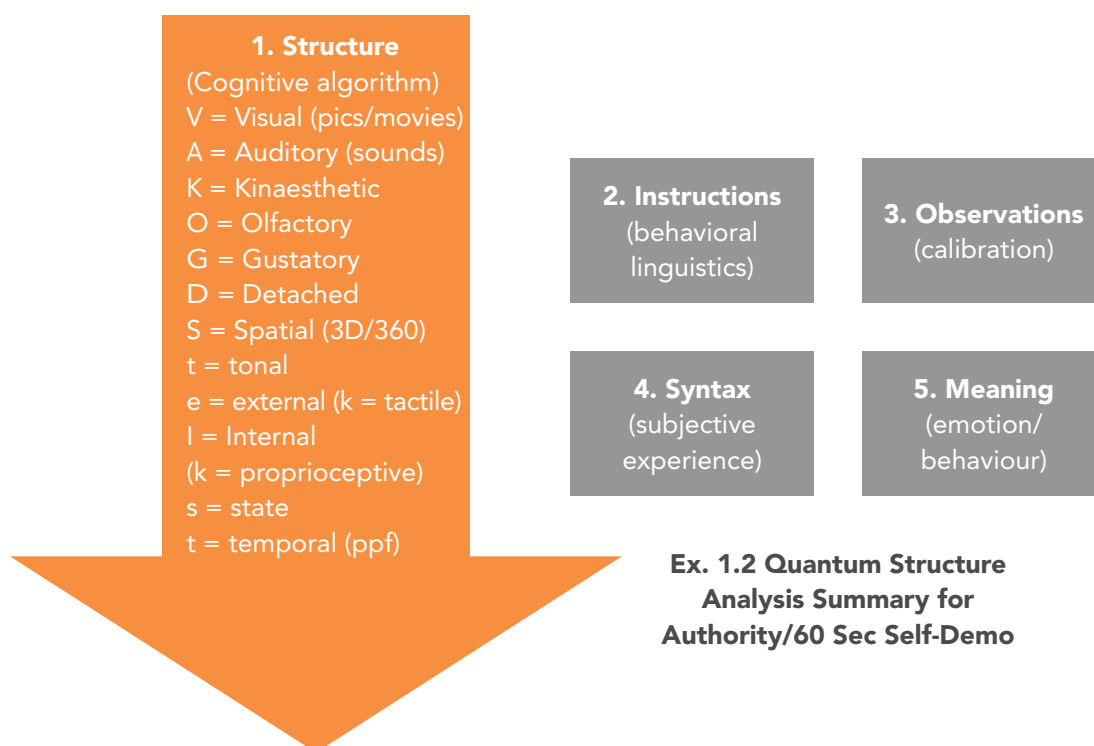 1. Structure
(Cognitive algorithm)
V = Visual (pics/movies)
A = Auditory (sounds)
K = Kinaesthetic
O = Olfactory
G = Gustatory
D = Detached
S = Spatial (3D/360)
t = tonal
e = external (k = tactile)
I = Internal
(k = proprioceptive)
s = state
t = temporal (ppf)
2. Instructions
(behavioral
linguistics)
3. Observations
(calibration)
4. Syntax
(subjective
experience)
5. Meaning
(emotion/
behaviour)
Ex. 1.2 Quantum Structure
Analysis Summary for
Authority/60 Sec Self-Demo